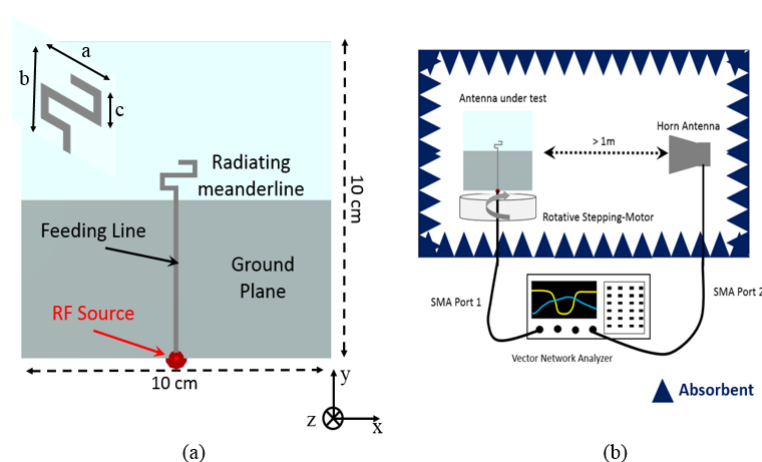 a
b
c
Radiating
meanderline
10 cm
Feeding Line
Ground
Plane
RF Source
10 cm
y
z
x
(a)
Antenna under test
Horn Antenna
> 1m
Rotative Stepping-Motor
SMA Port 1
SMA Port 2
Vector Network Analyzer
Absorbent
(b)